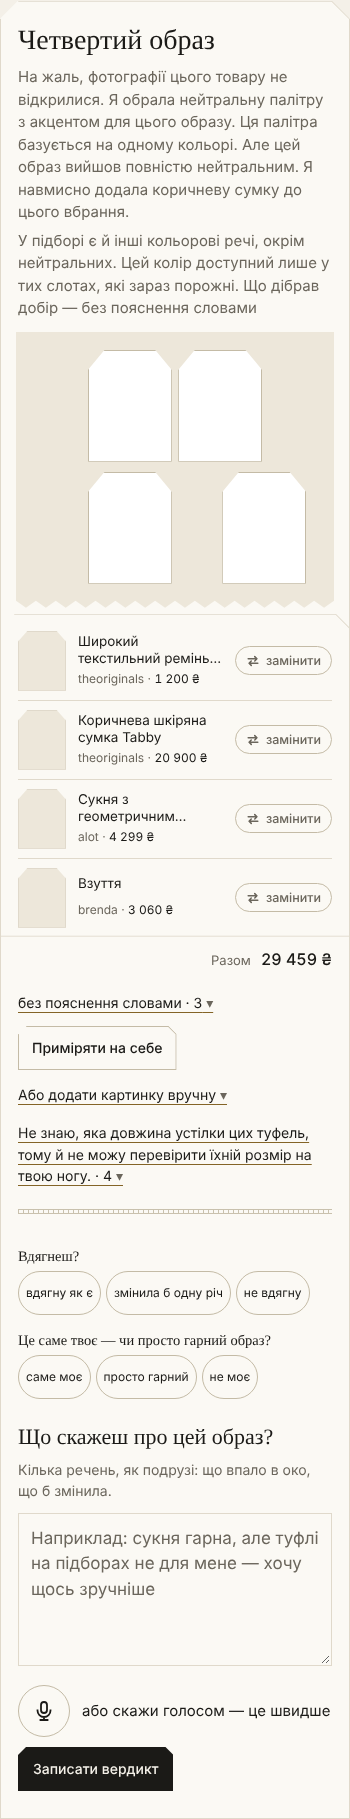 Четвертий образ
На жаль, фотографії цього товару не
відкрилися. Я обрала нейтральну палітру
з акцентом для цього образу. Ця палітра
базується на одному кольорі. Але цей
образ вийшов повністю нейтральним. Я
навмисно додала коричневу сумку до
цього вбрання.
У підборі є й інші кольорові речі, окрім
нейтральних. Цей колір доступний лише у
тих слотах, які зараз порожні. Що дібрав
добір — без пояснення словами
Широкий
текстильний ремінь...
theoriginals · 1 200 ₴
⇄ замінити
Коричнева шкіряна
сумка Tabby
theoriginals · 20 900 ₴
⇄ замінити
Сукня з
геометричним...
alot · 4 299 ₴
⇄ замінити
Взуття
brenda · 3 060 ₴
⇄ замінити
Разом 29 459 ₴
без пояснення словами · 3 ▾
Приміряти на себе
Або додати картинку вручну ▾
Не знаю, яка довжина устілки цих туфель,
тому й не можу перевірити їхній розмір на
твою ногу. · 4 ▾
Вдягнеш?
вдягну як є змінила б одну річ не вдягну
Це саме твоє — чи просто гарний образ?
саме моє просто гарний не моє
Що скажеш про цей образ?
Кілька речень, як подрузі: що впало в око,
що б змінила.
Наприклад: сукня гарна, але туфлі
на підборах не для мене — хочу
щось зручніше
або скажи голосом — це швидше
Записати вердикт